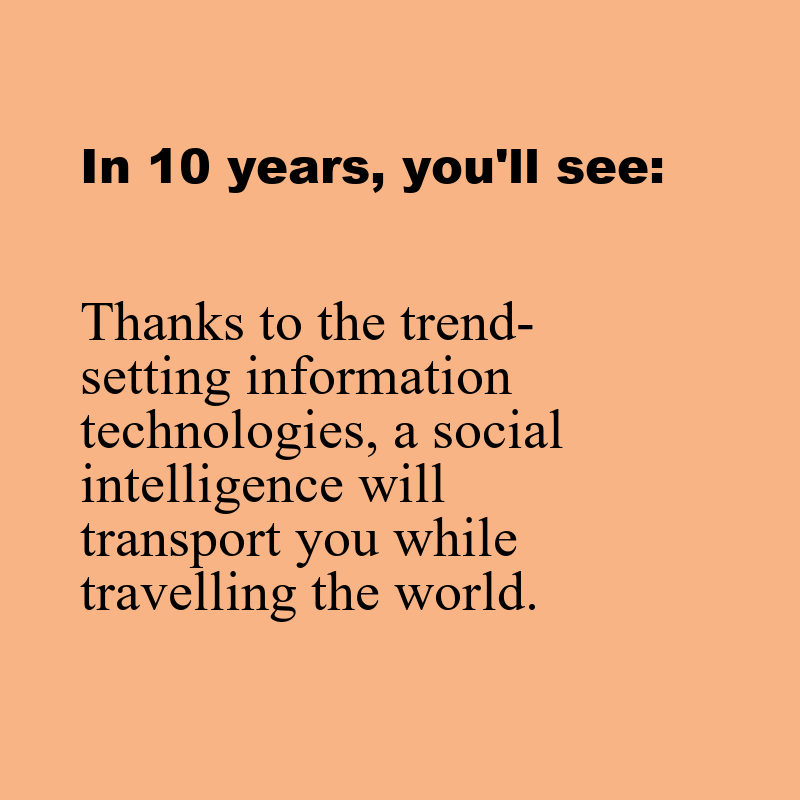 In 10 years, you'll see:
Thanks to the trend-
setting information
technologies, a social
intelligence will
transport you while
travelling the world.